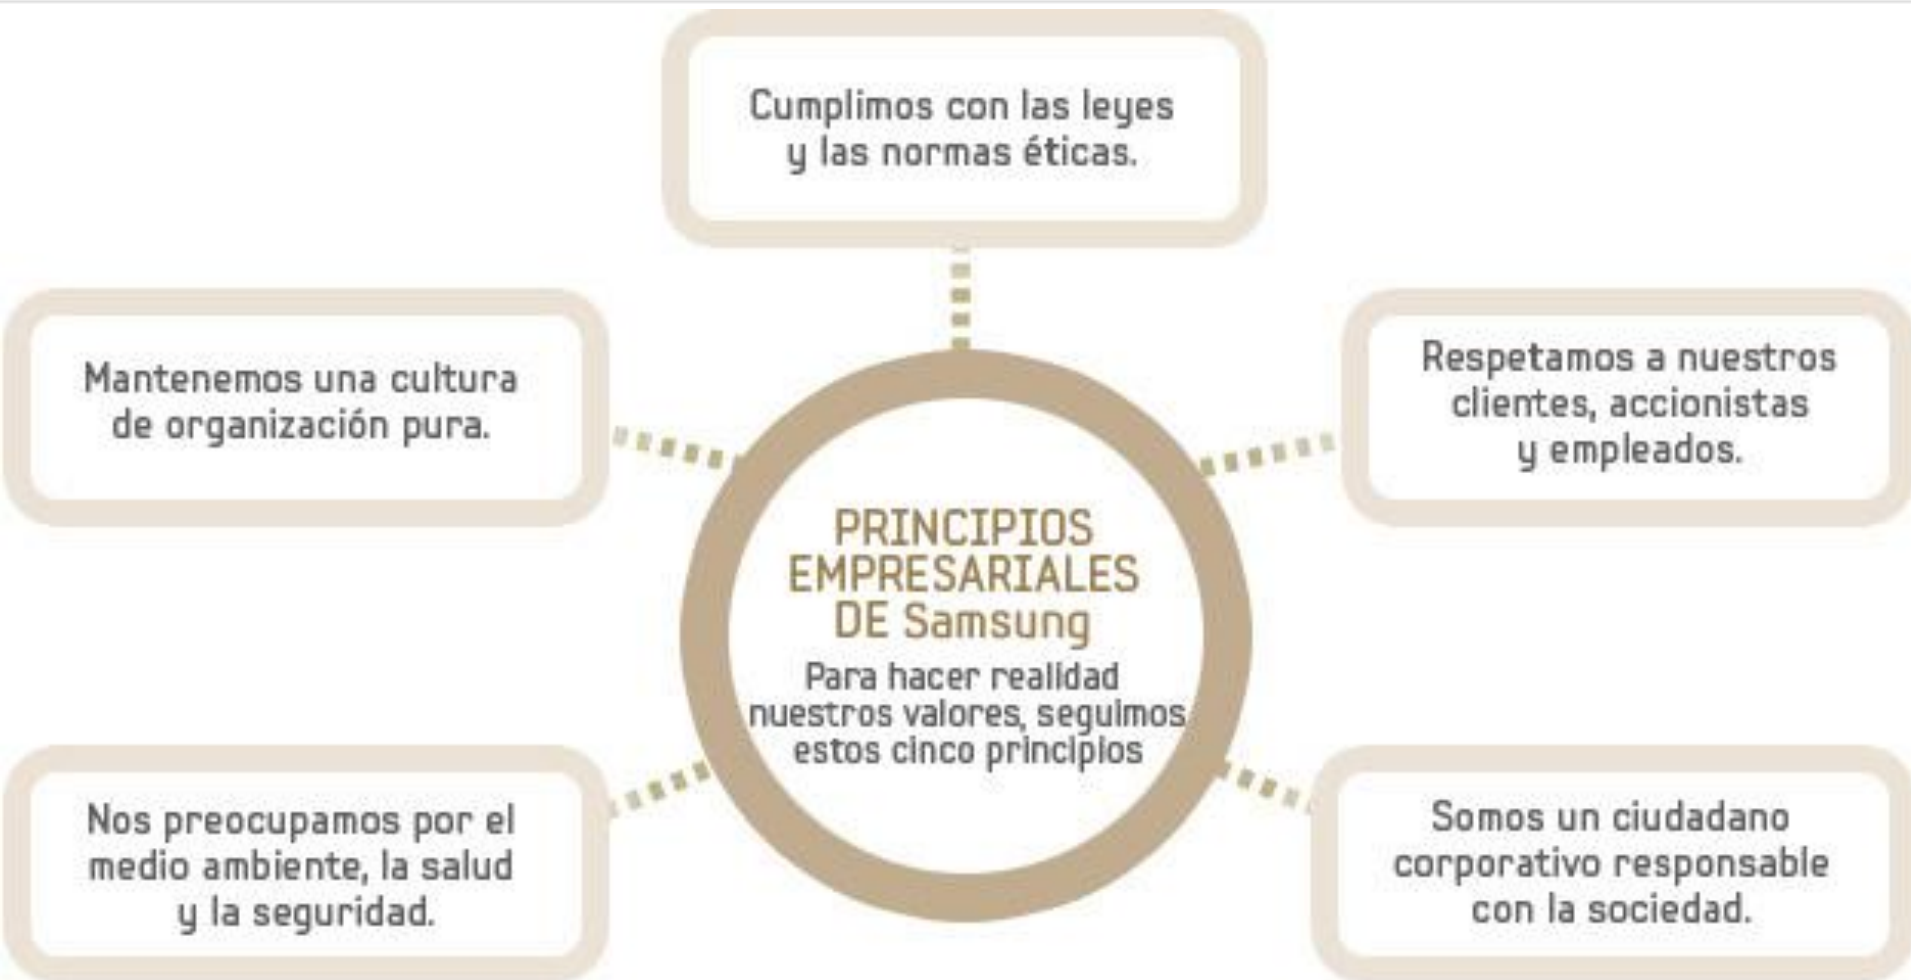 Cumplimos con las leyes
y las normas éticas.
Mantenemos una cultura
de organización pura.
Respetamos a nuestros
clientes, accionistas
y empleados.
PRINCIPIOS
EMPRESARIALES
DE Samsung
Para hacer realidad
nuestros valores, seguimos
estos cinco principios
Nos preocupamos por el
medio ambiente, la salud
y la seguridad.
Somos un ciudadano
corporativo responsable
con la sociedad.